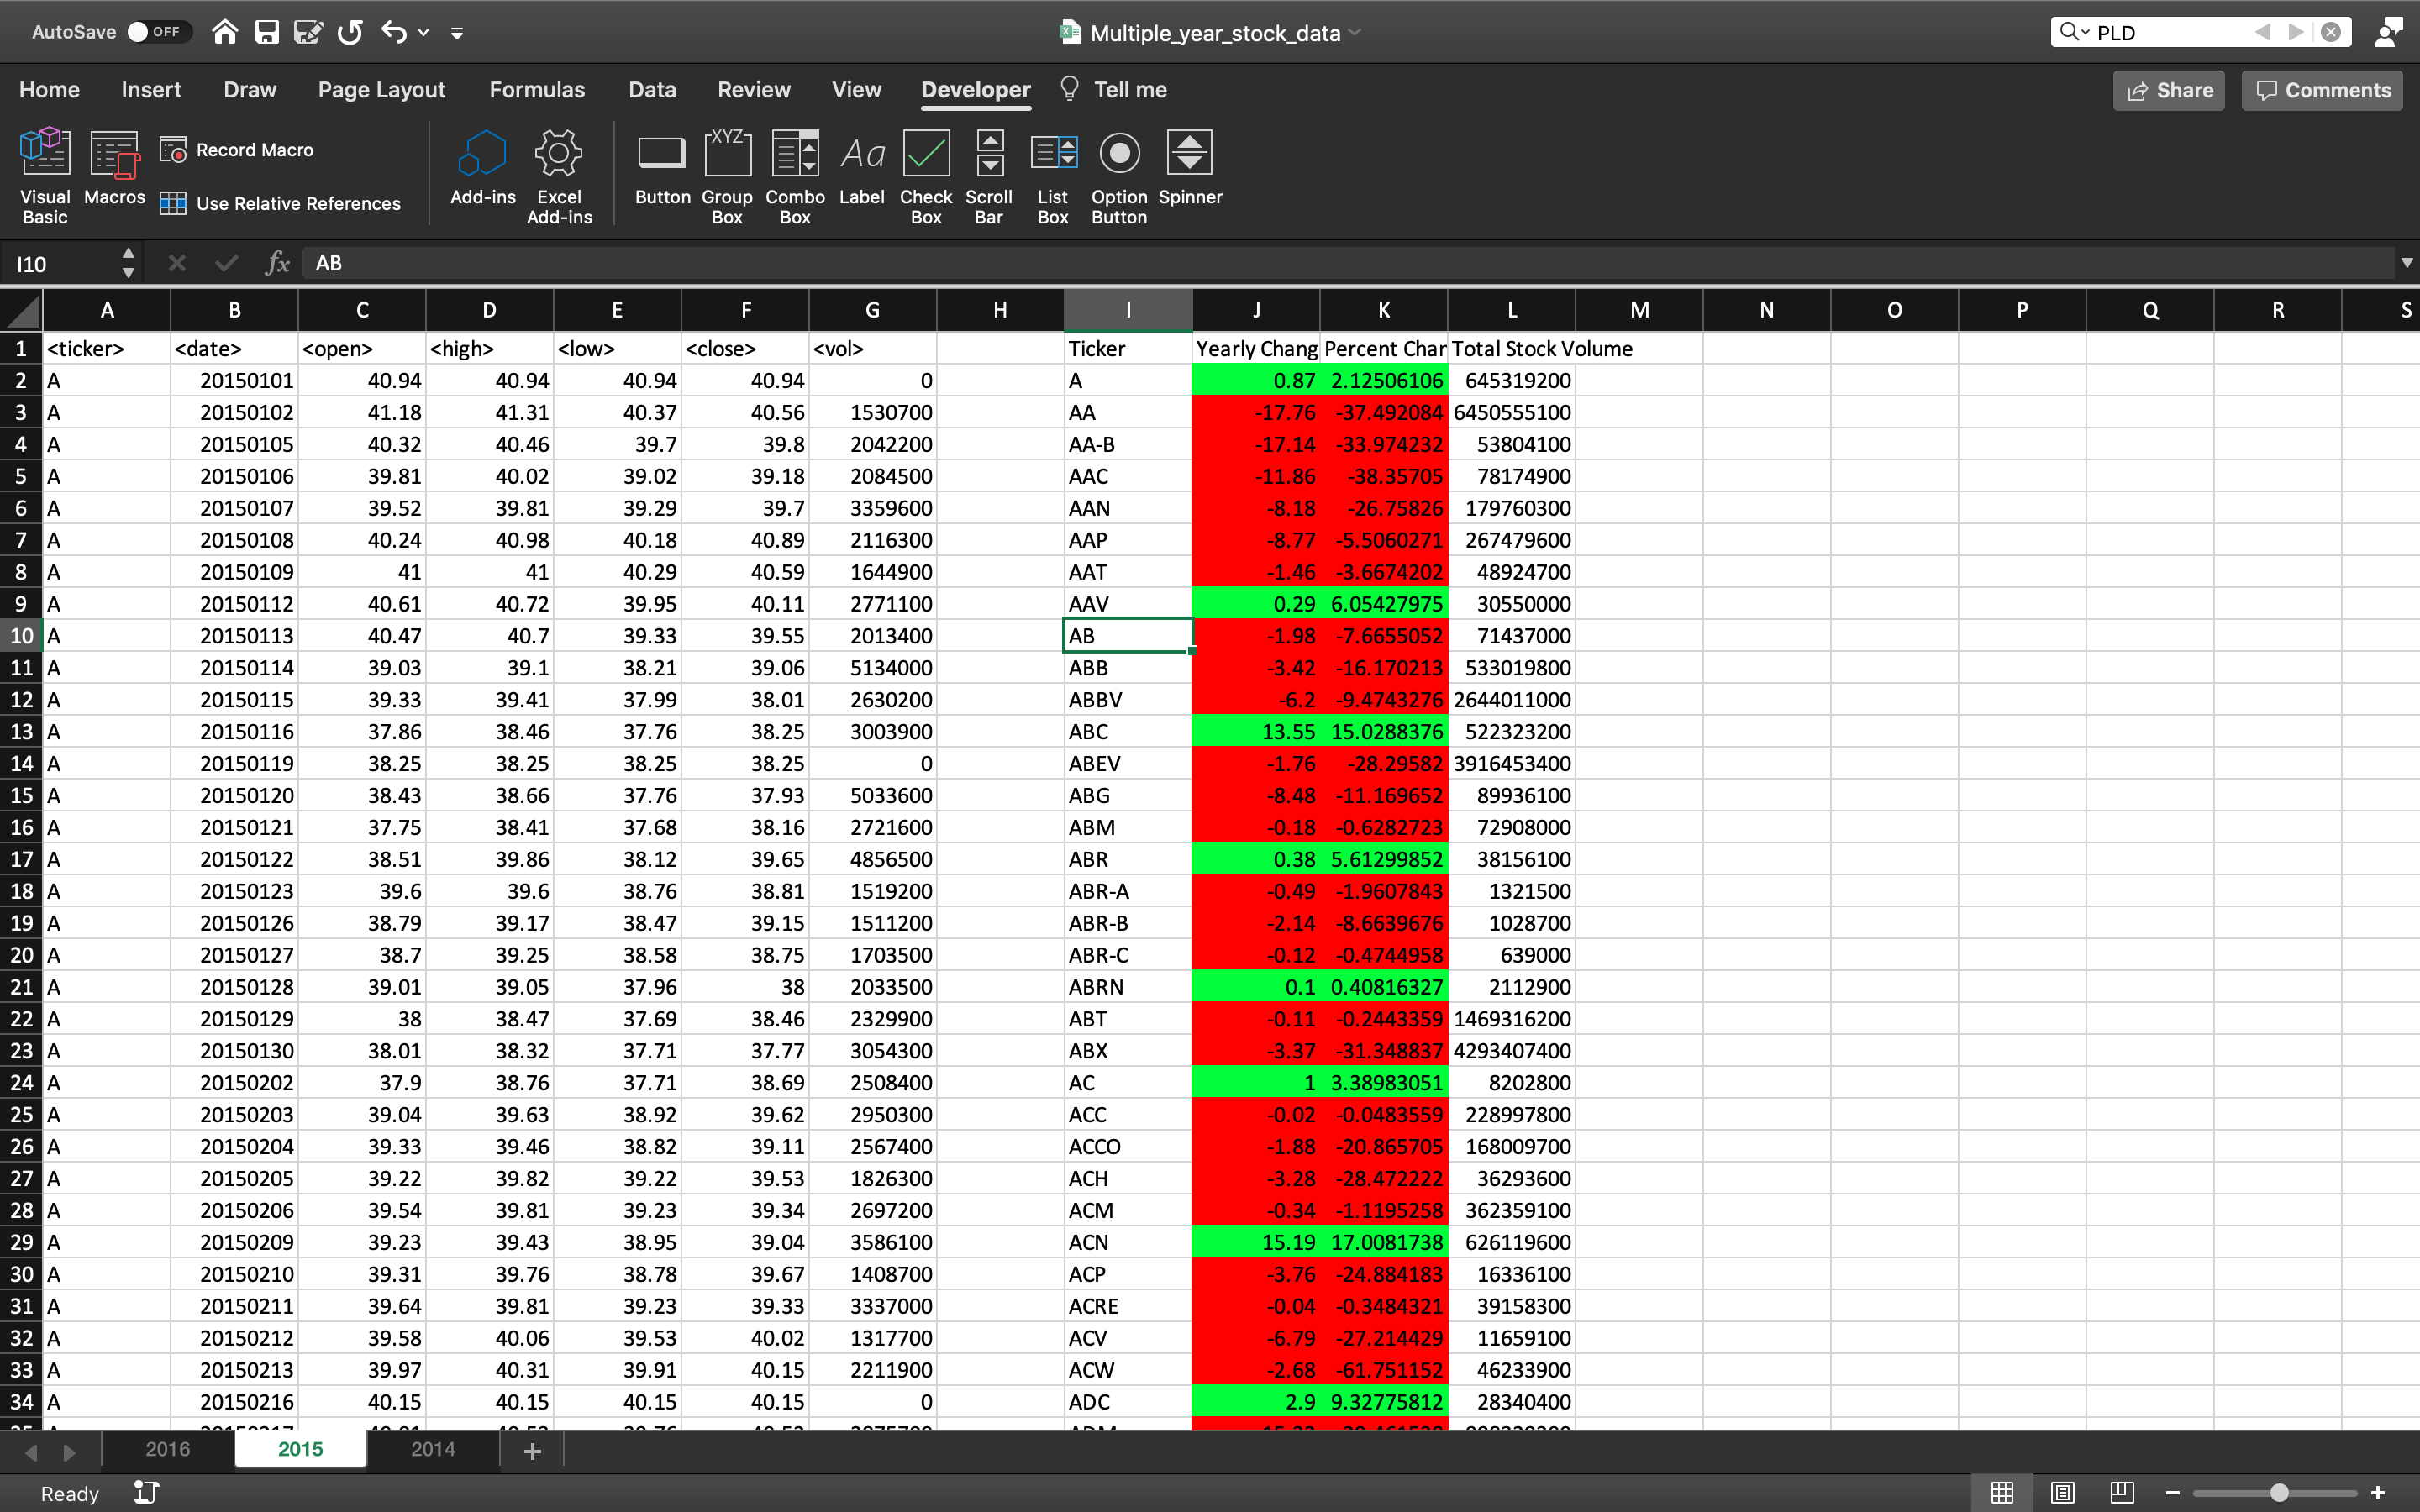 AutoSave OFF Multiple_year_stock_data PLD
Home Insert Draw Page Layout Formulas Data Review View Developer Tell me Share Comments
Visual Basic Macros Record Macro Use Relative References Add-ins Excel Add-ins Button XYZ Group Box Combo Box Aa Label Check Box Scroll Bar List Box Option Button Spinner
I10 fx AB
A B C D E F G H I J K L M N O P Q R S
1 <ticker> <date> <open> <high> <low> <close> <vol> Ticker Yearly Chang Percent Char Total Stock Volume
2 A 20150101 40.94 40.94 40.94 40.94 0 A 0.87 2.12506106 645319200
3 A 20150102 41.18 41.31 40.37 40.56 1530700 AA -17.76 -37.492084 6450555100
4 A 20150105 40.32 40.46 39.7 39.8 2042200 AA-B -17.14 -33.974232 53804100
5 A 20150106 39.81 40.02 39.02 39.18 2084500 AAC -11.86 -38.35705 78174900
6 A 20150107 39.52 39.81 39.29 39.7 3359600 AAN -8.18 -26.75826 179760300
7 A 20150108 40.24 40.98 40.18 40.89 2116300 AAP -8.77 -5.5060271 267479600
8 A 20150109 41 41 40.29 40.59 1644900 AAT -1.46 -3.6674202 48924700
9 A 20150112 40.61 40.72 39.95 40.11 2771100 AAV 0.29 6.05427975 30550000
10 A 20150113 40.47 40.7 39.33 39.55 2013400 AB -1.98 -7.6655052 71437000
11 A 20150114 39.03 39.1 38.21 39.06 5134000 ABB -3.42 -16.170213 533019800
12 A 20150115 39.33 39.41 37.99 38.01 2630200 ABBV -6.2 -9.4743276 2644011000
13 A 20150116 37.86 38.46 37.76 38.25 3003900 ABC 13.55 15.0288376 522323200
14 A 20150119 38.25 38.25 38.25 38.25 0 ABEV -1.76 -28.29582 3916453400
15 A 20150120 38.43 38.66 37.76 37.93 5033600 ABG -8.48 -11.169652 89936100
16 A 20150121 37.75 38.41 37.68 38.16 2721600 ABM -0.18 -0.6282723 72908000
17 A 20150122 38.51 39.86 38.12 39.65 4856500 ABR 0.38 5.61299852 38156100
18 A 20150123 39.6 39.6 38.76 38.81 1519200 ABR-A -0.49 -1.9607843 1321500
19 A 20150126 38.79 39.17 38.47 39.15 1511200 ABR-B -2.14 -8.6639676 1028700
20 A 20150127 38.7 39.25 38.58 38.75 1703500 ABR-C -0.12 -0.4744958 639000
21 A 20150128 39.01 39.05 37.96 38 2033500 ABRN 0.1 0.40816327 2112900
22 A 20150129 38 38.47 37.69 38.46 2329900 ABT -0.11 -0.2443359 1469316200
23 A 20150130 38.01 38.32 37.71 37.77 3054300 ABX -3.37 -31.348837 4293407400
24 A 20150202 37.9 38.76 37.71 38.69 2508400 AC 1 3.38983051 8202800
25 A 20150203 39.04 39.63 38.92 39.62 2950300 ACC -0.02 -0.0483559 228997800
26 A 20150204 39.33 39.46 38.82 39.11 2567400 ACCO -1.88 -20.865705 168009700
27 A 20150205 39.22 39.82 39.22 39.53 1826300 ACH -3.28 -28.472222 36293600
28 A 20150206 39.54 39.81 39.23 39.34 2697200 ACM -0.34 -1.1195258 362359100
29 A 20150209 39.23 39.43 38.95 39.04 3586100 ACN 15.19 17.0081738 626119600
30 A 20150210 39.31 39.76 38.78 39.67 1408700 ACP -3.76 -24.884183 16336100
31 A 20150211 39.64 39.81 39.23 39.33 3337000 ACRE -0.04 -0.3484321 39158300
32 A 20150212 39.58 40.06 39.53 40.02 1317700 ACV -6.79 -27.214429 11659100
33 A 20150213 39.97 40.31 39.91 40.15 2211900 ACW -2.68 -61.751152 46233900
34 A 20150216 40.15 40.15 40.15 40.15 0 ADC 2.9 9.32775812 28340400
2016 2015 2014
Ready